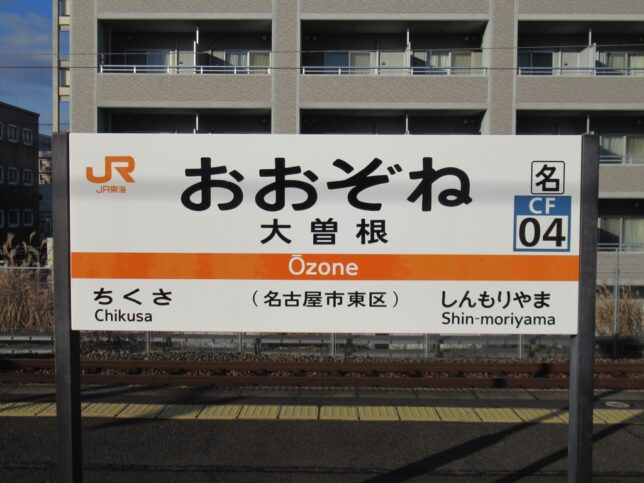 JR
JR東海
おおぞね
大曽根
名
CF
04
Ōzone
ちくさ
Chikusa
(名古屋市東区)
しんもりやま
Shin-moriyama